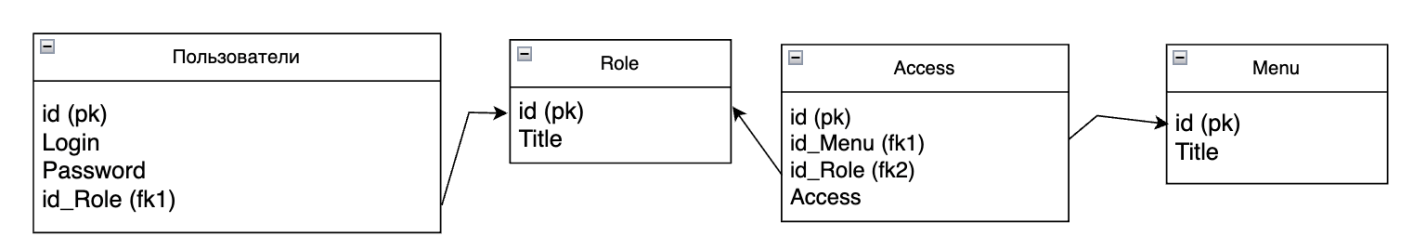 Пользователи
id (pk)
Login
Password
id_Role (fk1)
Role
id (pk)
Title
Access
id (pk)
id_Menu (fk1)
id_Role (fk2)
Access
Menu
id (pk)
Title